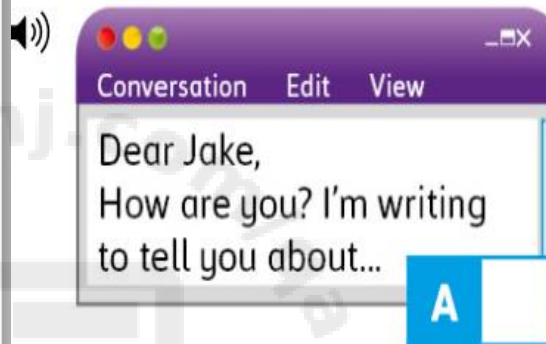 Conversation Edit View
Dear Jake,
How are you? I'm writing
to tell you about...
A